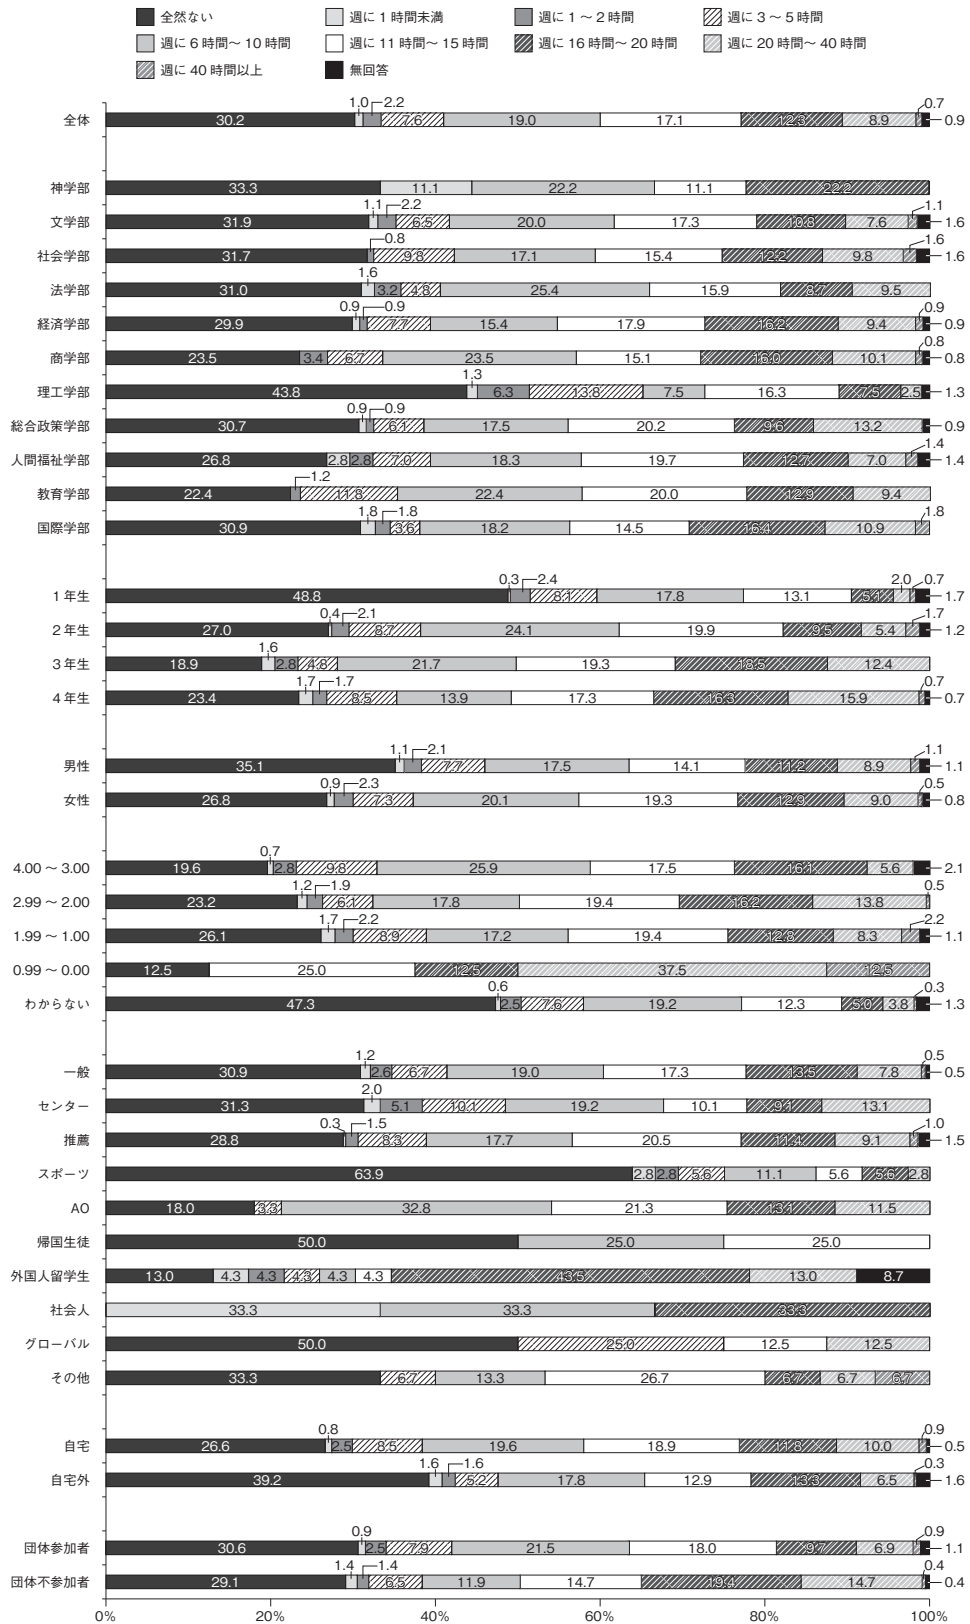 全然ない 週に1時間未満 週に1～2時間 週に3～5時間
週に6時間～10時間 週に11時間～15時間 週に16時間～20時間 週に20時間～40時間
週に40時間以上 無回答
1.0 2.2 0.7
全体 30.2 7.6 19.0 17.1 12.3 8.9 0.9
神学部 33.3 11.1 22.2 11.1 22.2
1.1 2.2 1.1
文学部 31.9 6.5 20.0 17.3 10.8 7.6 1.6
0.8 1.6
社会学部 31.7 9.8 17.1 15.4 12.2 9.8 1.6
1.6
法学部 31.0 3.2 4.8 25.4 15.9 8.7 9.5
0.9 0.9 0.9
経済学部 29.9 7.7 15.4 17.9 16.2 9.4 0.9
0.8
商学部 23.5 3.4 6.7 23.5 15.1 16.0 10.1 0.8
1.3
理工学部 43.8 6.3 13.8 7.5 16.3 7.5 2.5 1.3
0.9 0.9
総合政策学部 30.7 6.1 17.5 20.2 9.6 13.2 0.9
1.4
人間福祉学部 26.8 2.8 2.8 7.0 18.3 19.7 12.7 7.0 1.4
1.2
教育学部 22.4 11.8 22.4 20.0 12.9 9.4
1.8 1.8 1.8
国際学部 30.9 3.6 18.2 14.5 16.4 10.9
0.3 2.4 2.0 0.7
1年生 48.8 8.1 17.8 13.1 5.1 1.7
0.4 2.1 1.7
2年生 27.0 8.7 24.1 19.9 9.5 5.4 1.2
1.6
3年生 18.9 2.8 4.8 21.7 19.3 18.5 12.4
1.7 1.7 0.7
4年生 23.4 8.5 13.9 17.3 16.3 15.9 0.7
1.1 2.1 1.1
男性 35.1 7.7 17.5 14.1 11.2 8.9 1.1
0.9 2.3 0.5
女性 26.8 7.3 20.1 19.3 12.9 9.0 0.8
0.7
4.00～3.00 19.6 2.8 9.8 25.9 17.5 16.1 5.6 2.1
1.2 1.9 0.5
2.99～2.00 23.2 6.1 17.8 19.4 16.2 13.8
1.7 2.2 2.2
1.99～1.00 26.1 8.9 17.2 19.4 12.8 8.3 1.1
0.99～0.00 12.5 25.0 12.5 37.5 12.5
0.6 0.3
わからない 47.3 2.5 7.6 19.2 12.3 5.0 3.8 1.3
1.2 0.5
一般 30.9 2.6 6.7 19.0 17.3 13.5 7.8 0.5
2.0
センター 31.3 5.1 10.1 19.2 10.1 9.1 13.1
0.3 1.5 1.0
推薦 28.8 8.3 17.7 20.5 11.4 9.1 1.5
スポーツ 63.9 2.8 2.8 5.6 11.1 5.6 5.6 2.8
AO 18.0 3.3 32.8 21.3 13.1 11.5
帰国生徒 50.0 25.0 25.0
外国人留学生 13.0 4.3 4.3 4.3 4.3 4.3 43.5 13.0 8.7
社会人 33.3 33.3 33.3
グローバル 50.0 25.0 12.5 12.5
その他 33.3 6.7 13.3 26.7 6.7 6.7 6.7
0.8 0.9
自宅 26.6 2.5 8.5 19.6 18.9 11.8 10.0 0.5
1.6 1.6 0.3
自宅外 39.2 5.2 17.8 12.9 13.3 6.5 1.6
0.9 0.9
団体参加者 30.6 2.5 7.9 21.5 18.0 9.7 6.9 1.1
1.4 1.4 0.4
団体不参加者 29.1 6.5 11.9 14.7 19.4 14.7 0.4
0% 20% 40% 60% 80% 100%